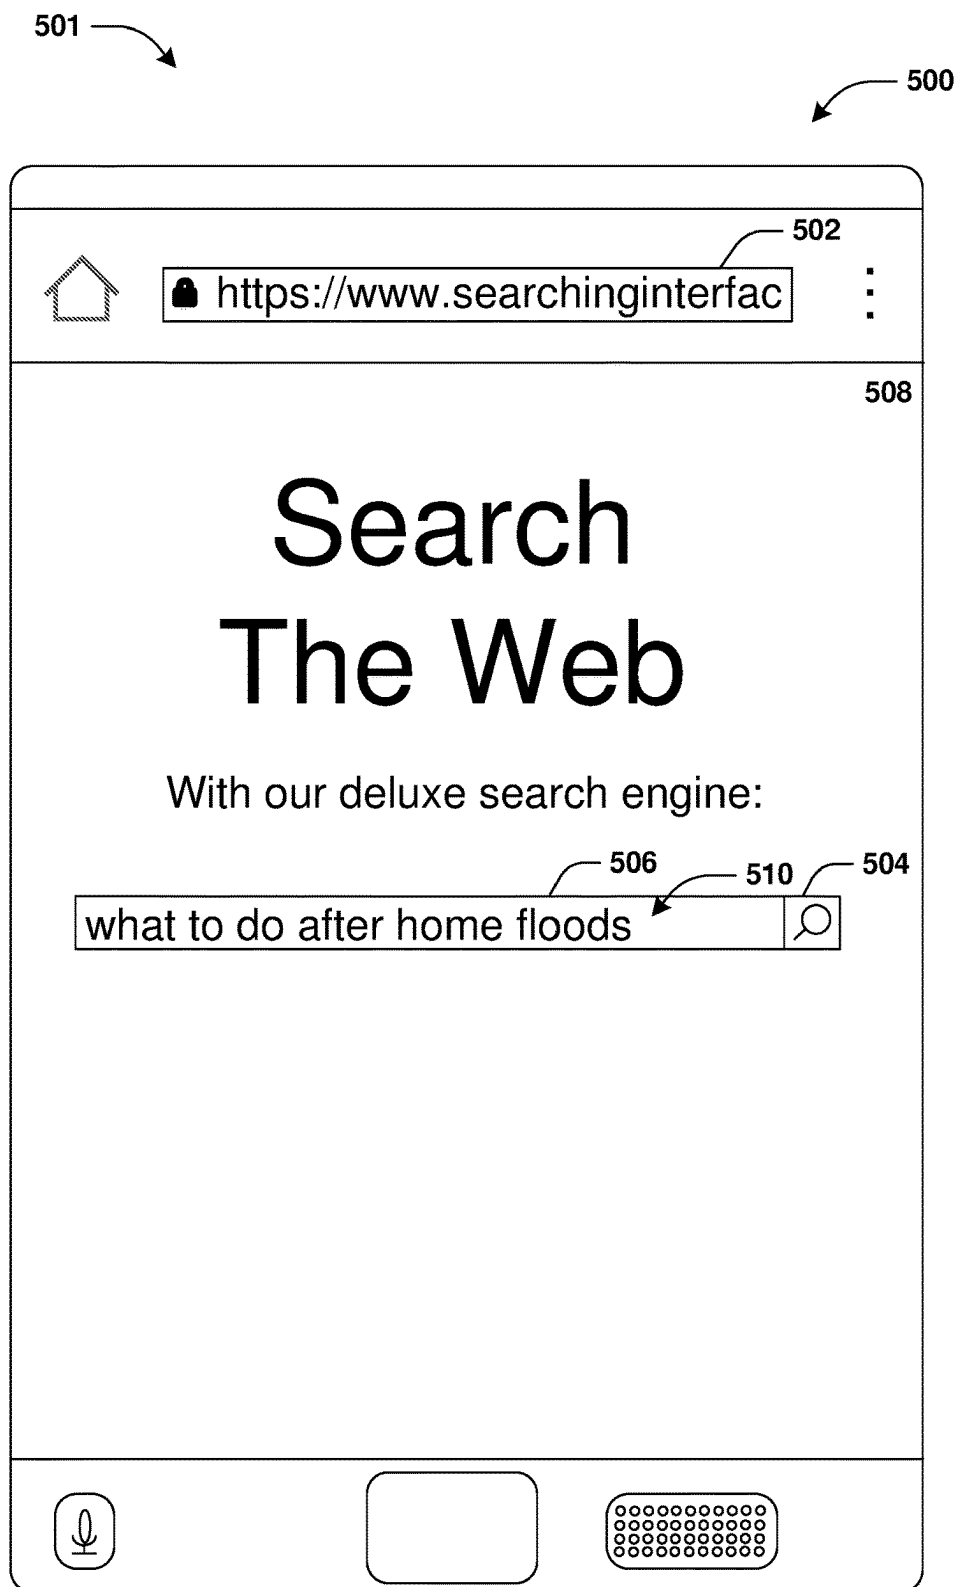 501
500
502
https://www.searchinginterfac
508
Search
The Web
With our deluxe search engine:
506
510
504
what to do after home floods